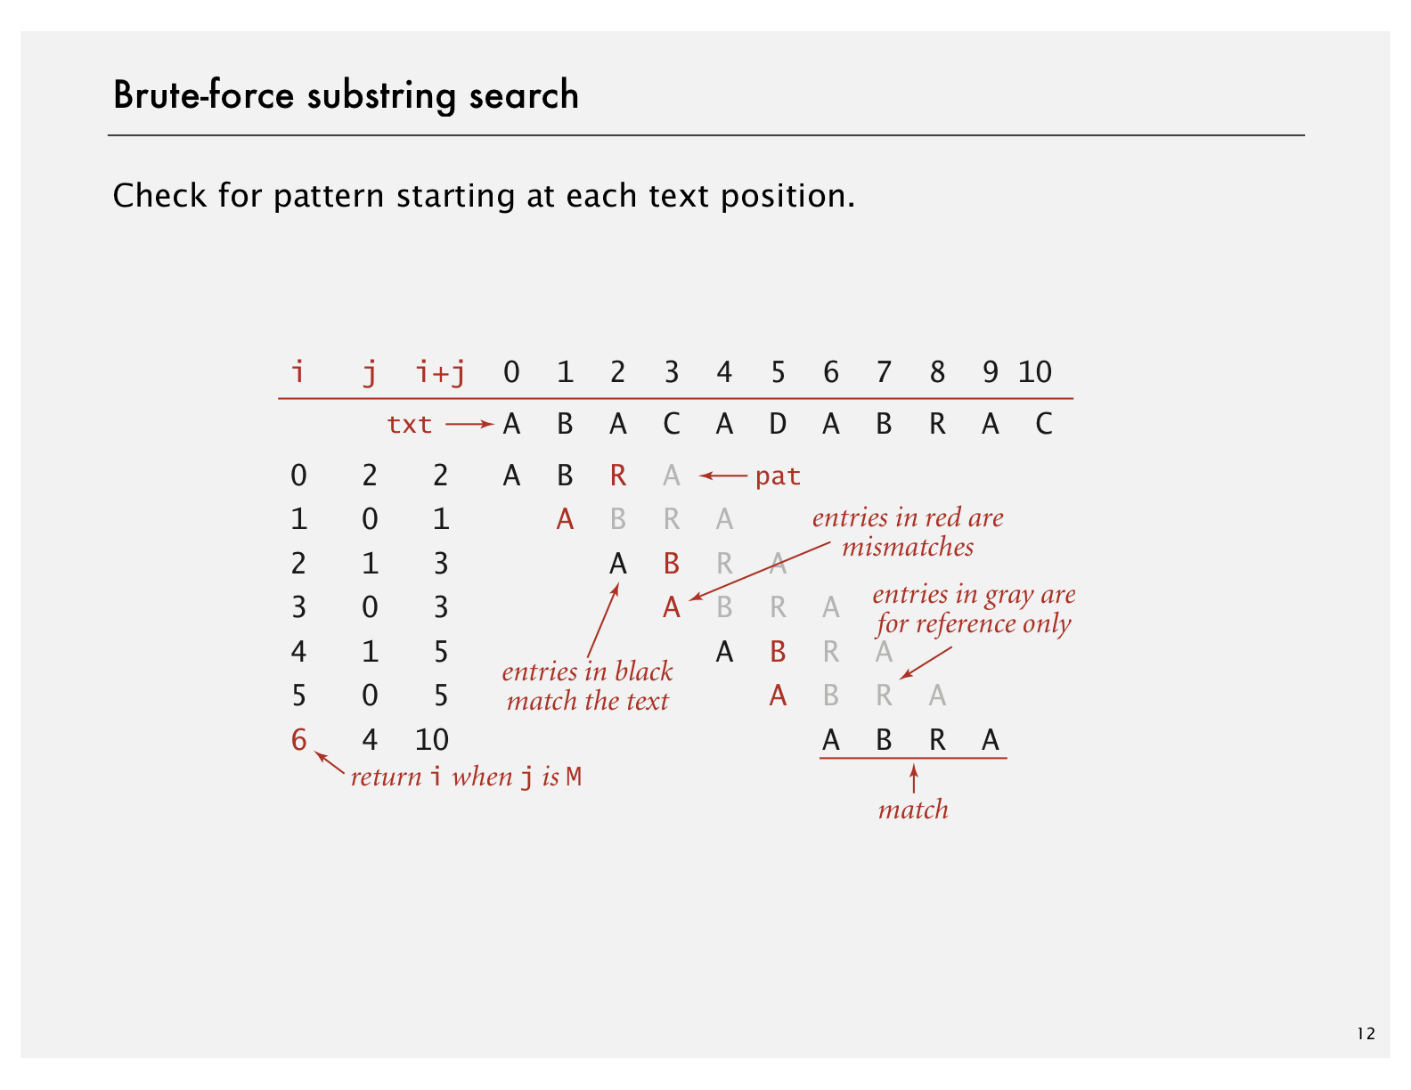 Brute-force substring search
Check for pattern starting at each text position.
i j i+j 0 1 2 3 4 5 6 7 8 9 10
txt A B A C A D A B R A C
0 2 2 A B R A pat
1 0 1 A B R A
entries in red are
mismatches
2 1 3 A B R A
3 0 3 A B R A
entries in gray are
for reference only
4 1 5 A B R A
entries in black
match the text
5 0 5 A B R A
6 4 10 A B R A
return i when j is M
match
12